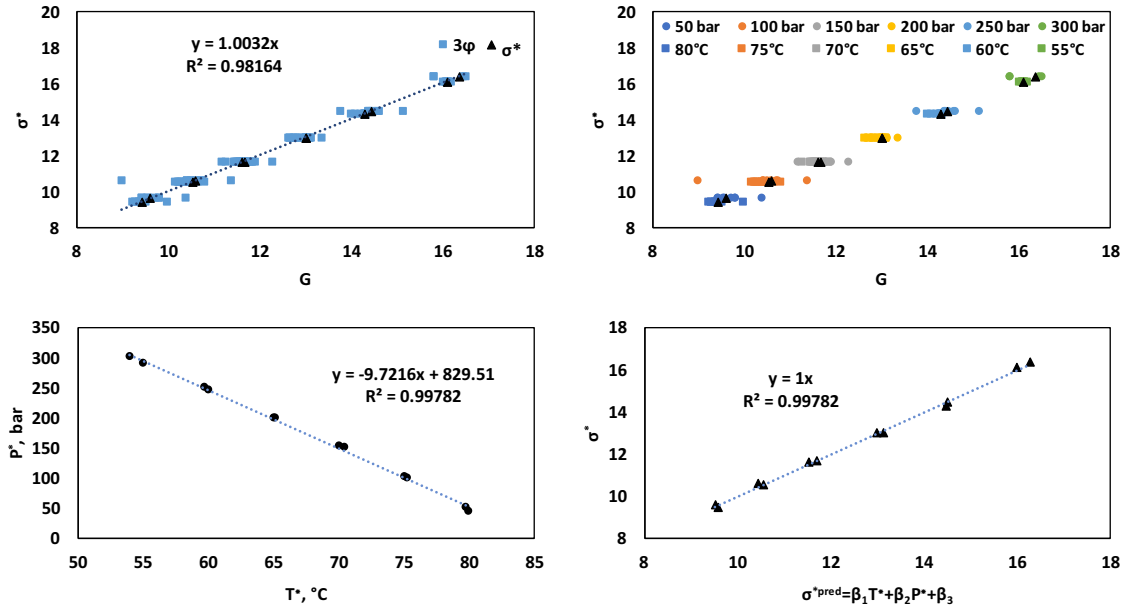 20
18
16
14
12
10
8
σ*
y = 1.0032x
R² = 0.98164
3φ
σ*
8
10
12
14
16
18
G
20
18
16
14
12
10
8
σ*
50 bar
100 bar
150 bar
200 bar
250 bar
300 bar
80°C
75°C
70°C
65°C
60°C
55°C
8
10
12
14
16
18
G
350
300
250
200
150
100
50
0
P*, bar
y = -9.7216x + 829.51
R² = 0.99782
50
55
60
65
70
75
80
85
T*, °C
18
16
14
12
10
8
σ*
y = 1x
R² = 0.99782
8
10
12
14
16
18
σ*pred=β₁T*+β₂P*+β₃